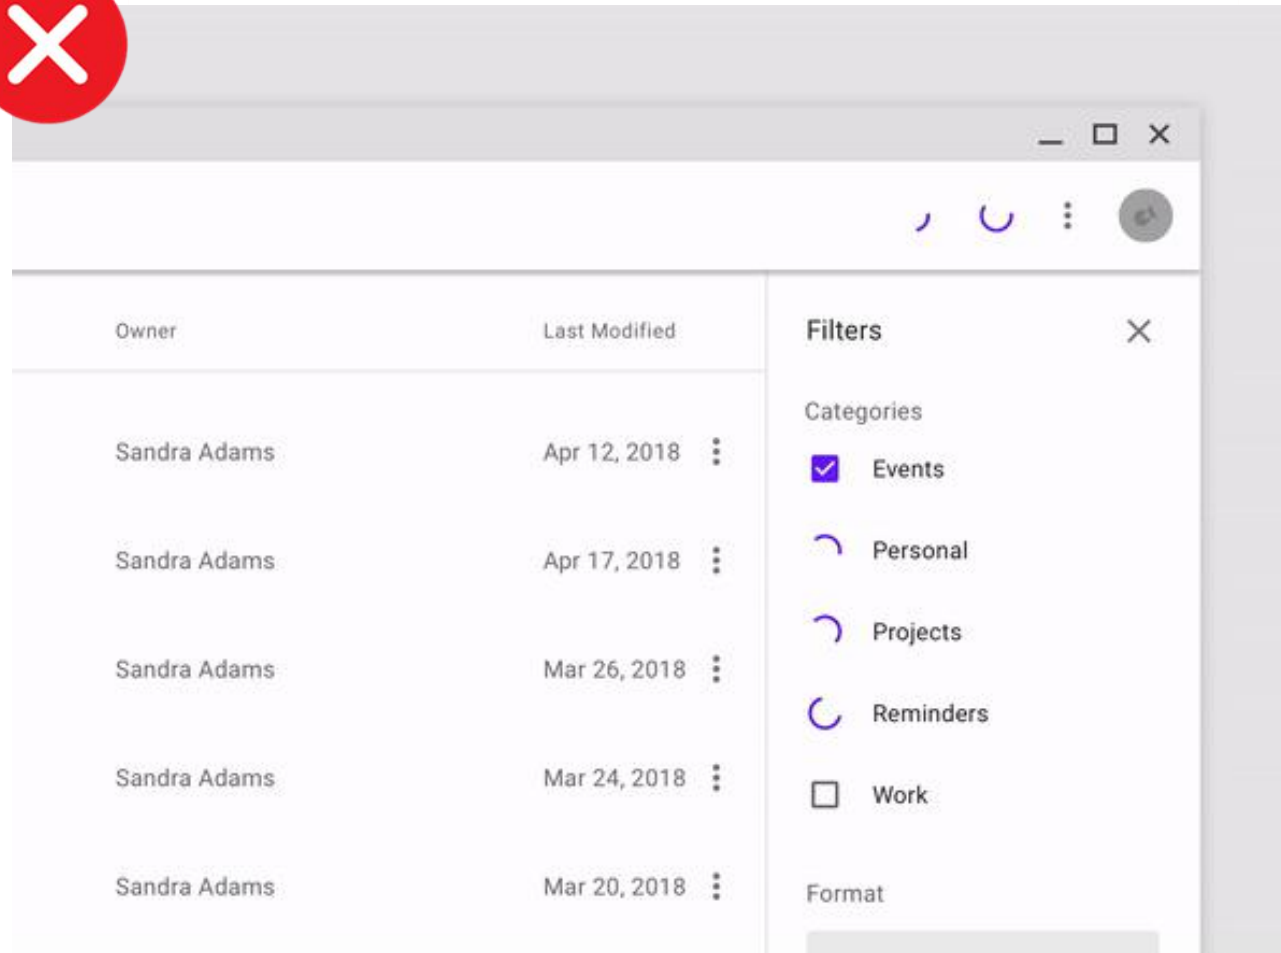 Owner
Last Modified
Filters
Categories
Sandra Adams
Apr 12, 2018
Events
Sandra Adams
Apr 17, 2018
Personal
Projects
Sandra Adams
Mar 26, 2018
Reminders
Sandra Adams
Mar 24, 2018
Work
Sandra Adams
Mar 20, 2018
Format